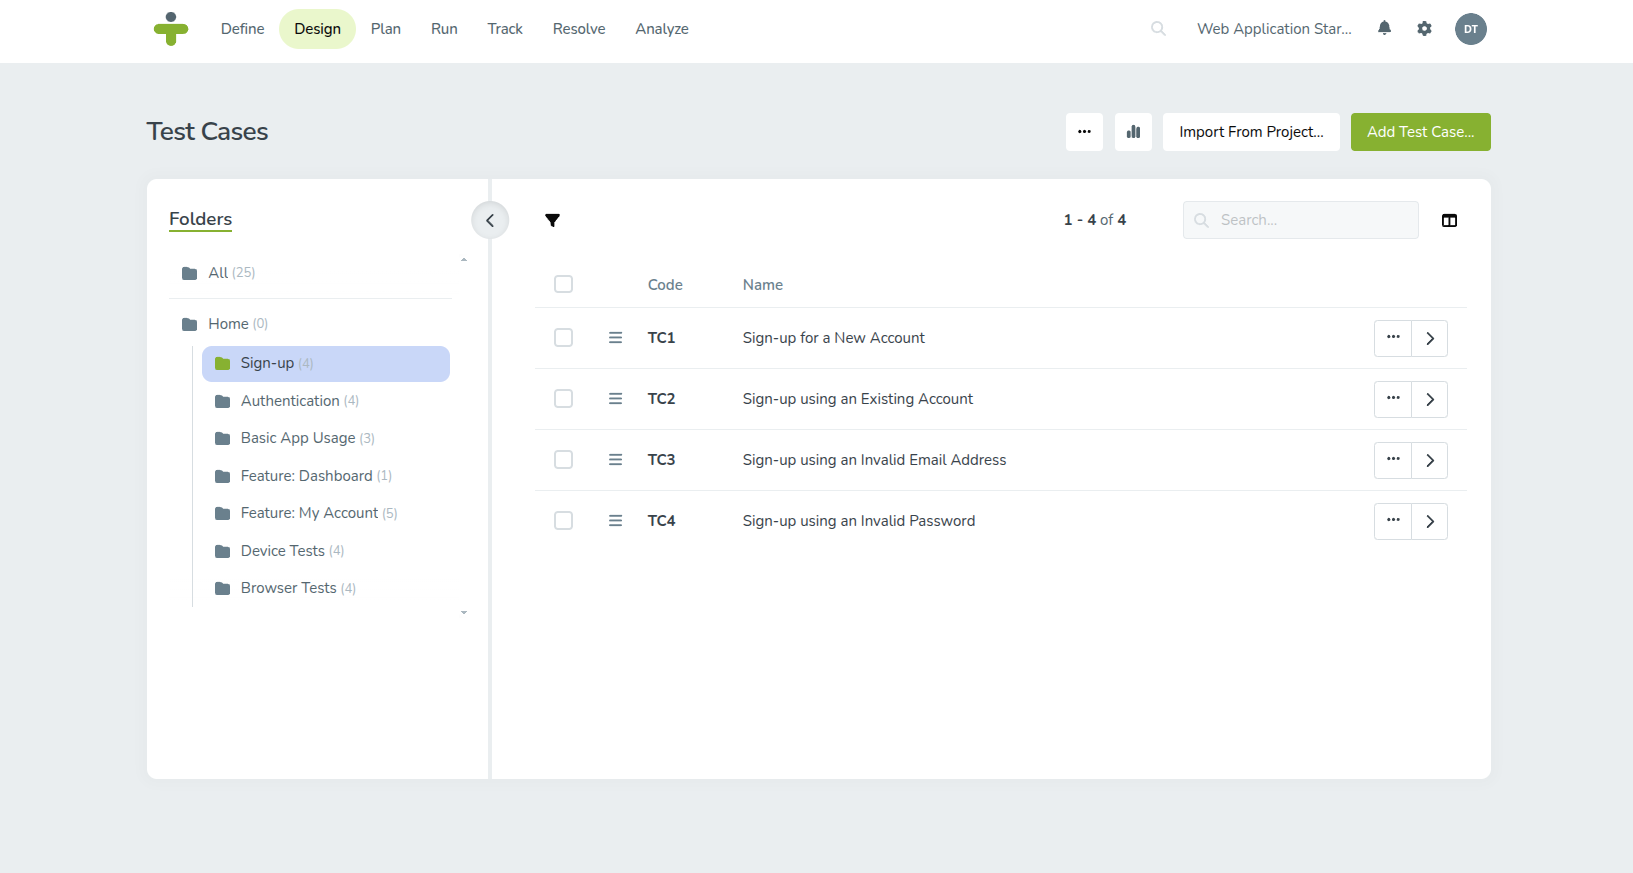 Define Design Plan Run Track Resolve Analyze Web Application Star... DT
Test Cases
Import From Project... Add Test Case...
Folders
1 - 4 of 4
Search...
All (25)
Home (0)
Sign-up (4)
Authentication (4)
Basic App Usage (3)
Feature: Dashboard (1)
Feature: My Account (5)
Device Tests (4)
Browser Tests (4)
Code Name
TC1 Sign-up for a New Account
TC2 Sign-up using an Existing Account
TC3 Sign-up using an Invalid Email Address
TC4 Sign-up using an Invalid Password